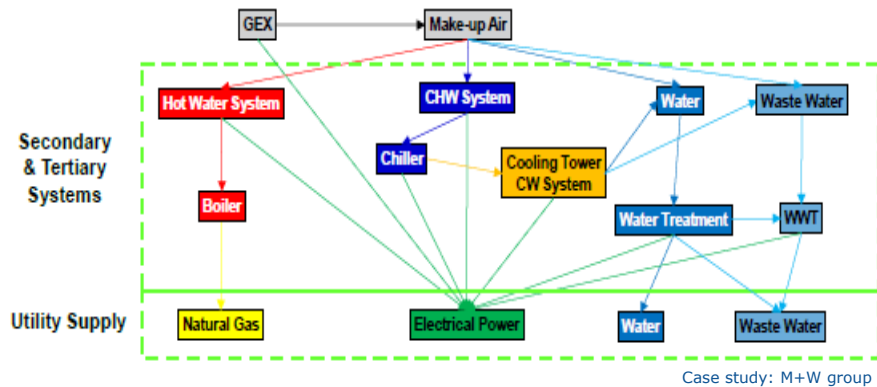 GEX
Make-up Air
Hot Water System
CHW System
Water
Waste Water
Secondary
& Tertiary
Systems
Chiller
Cooling Tower
CW System
Boiler
Water Treatment
WWT
Utility Supply
Natural Gas
Electrical Power
Water
Waste Water
Case study: M+W group